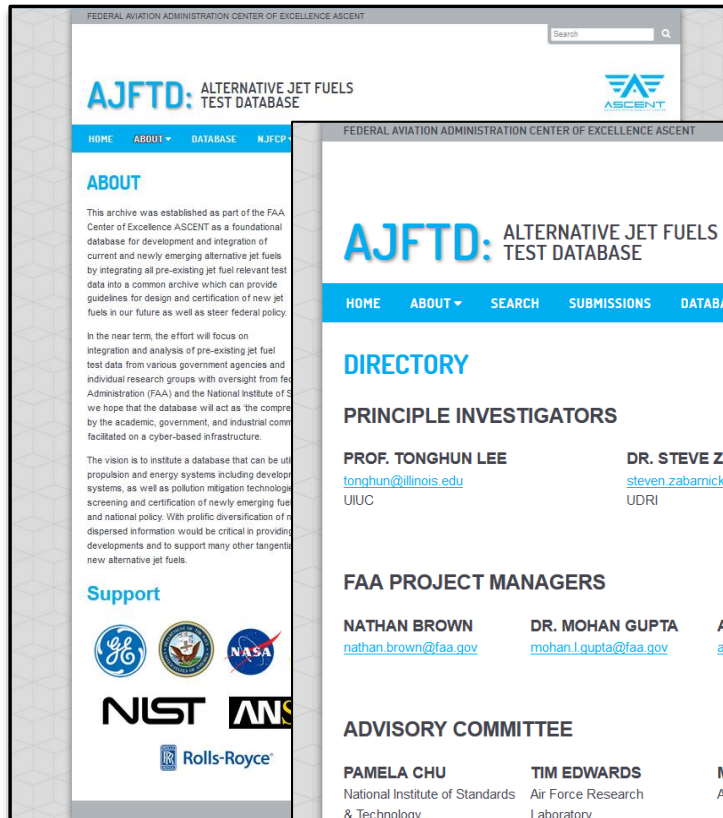 FEDERAL AVIATION ADMINISTRATION CENTER OF EXCELLENCE ASCENT
Search
AJFTD: ALTERNATIVE JET FUELS
TEST DATABASE
ASCENT
HOME ABOUT DATABASE NJFCP
ABOUT
This archive was established as part of the FAA
Center of Excellence ASCENT as a foundational
database for development and integration of
current and newly emerging alternative jet fuels
by integrating all pre-existing jet fuel relevant test
data into a common archive which can provide
guidelines for design and certification of new jet
fuels in our future as well as steer federal policy.
In the near term, the effort will focus on
integration and analysis of pre-existing jet fuel
test data from various government agencies and
individual research groups with oversight from
Administration (FAA) and the National Institute of
we hope that the database will act as 'the
by the academic, government, and industrial
facilitated on a cyber-based infrastructure.
The vision is to institute a database that can be
propulsion and energy systems including
systems, as well as pollution mitigation
screening and certification of newly emerging
and national policy. With prolific diversification of
dispersed information would be critical in providing
developments and to support many other
new alternative jet fuels.
Support
GE
NASA
NIST
ANS
Rolls-Royce
FEDERAL AVIATION ADMINISTRATION CENTER OF EXCELLENCE ASCENT
AJFTD: ALTERNATIVE JET FUELS
TEST DATABASE
HOME ABOUT SEARCH SUBMISSIONS DATABA
DIRECTORY
PRINCIPLE INVESTIGATORS
PROF. TONGHUN LEE DR. STEVE Z
tonghun@illinois.edu steven.zabarnick
UIUC UDRI
FAA PROJECT MANAGERS
NATHAN BROWN DR. MOHAN GUPTA A
nathan.brown@faa.gov mohan.l.gupta@faa.gov a
ADVISORY COMMITTEE
PAMELA CHU TIM EDWARDS M
National Institute of Standards Air Force Research A
& Technology Laboratory